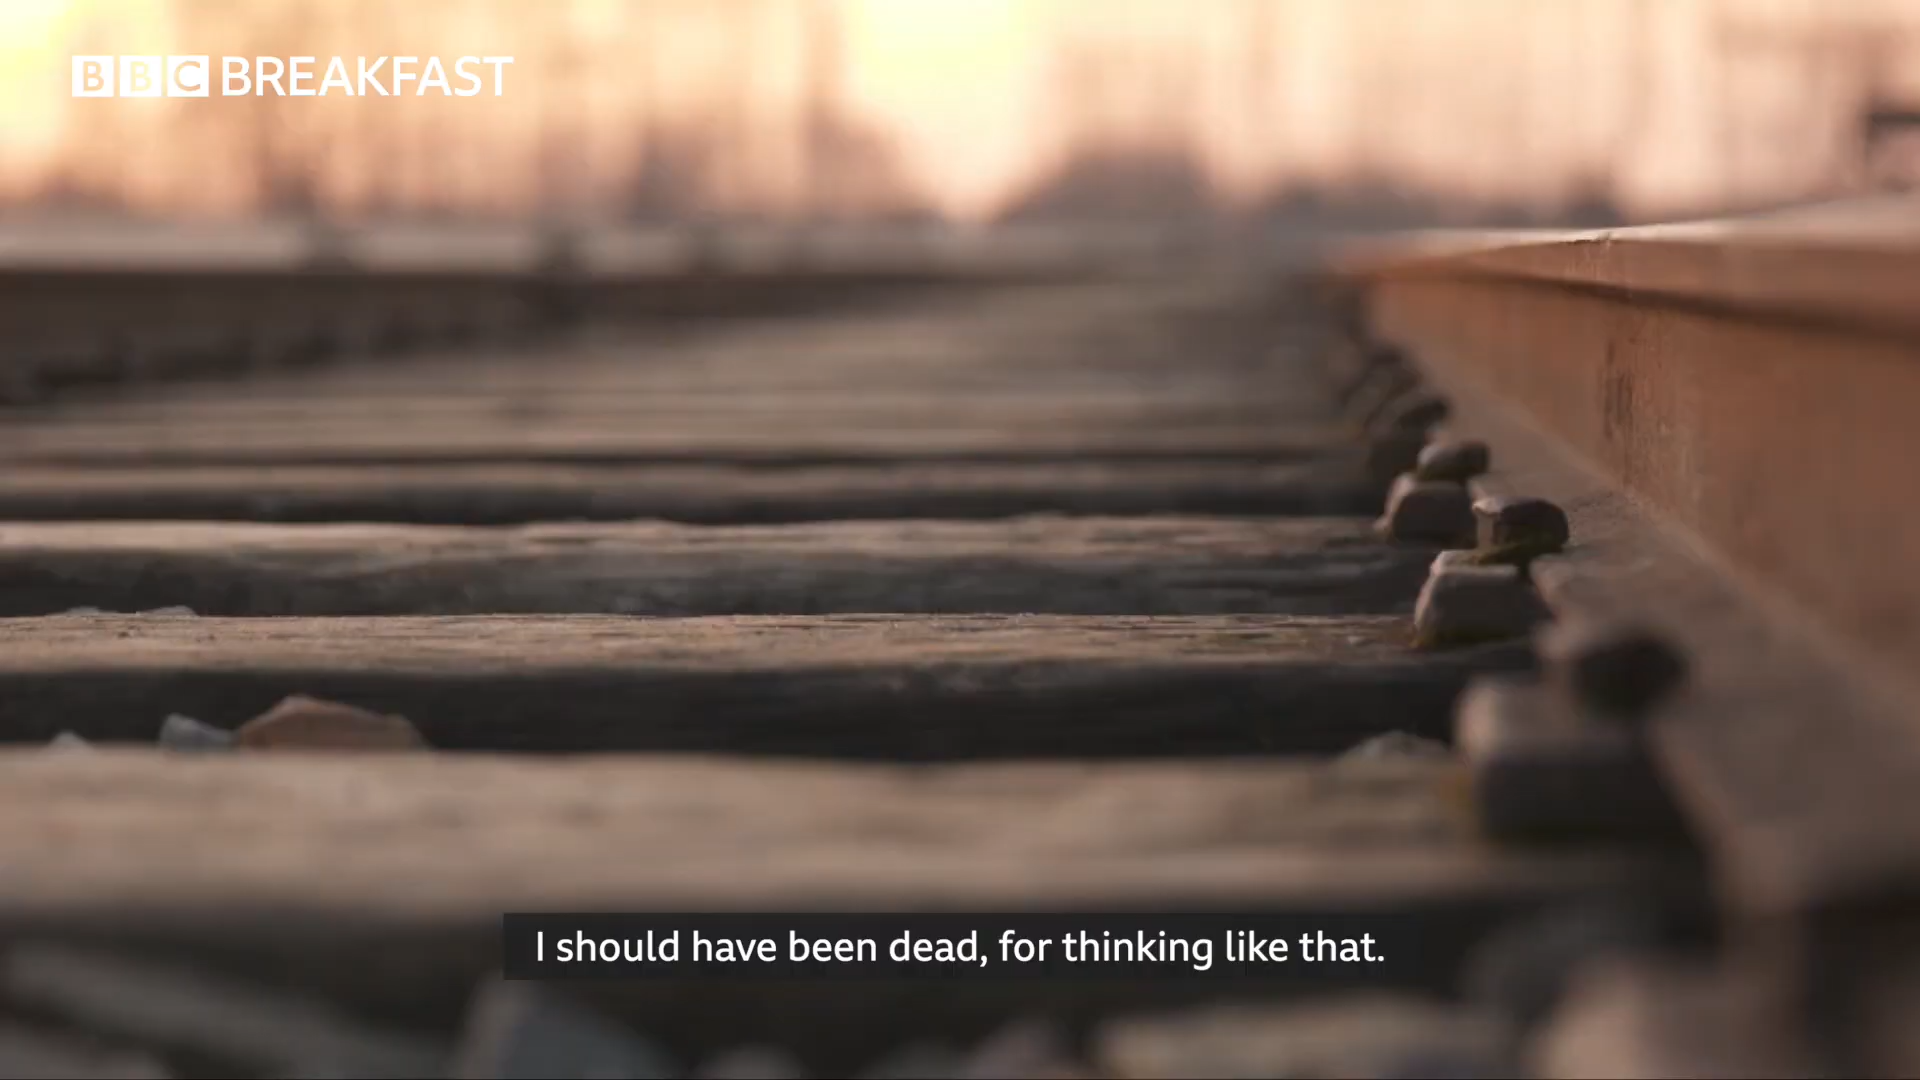 BBC BREAKFAST
I should have been dead, for thinking like that.